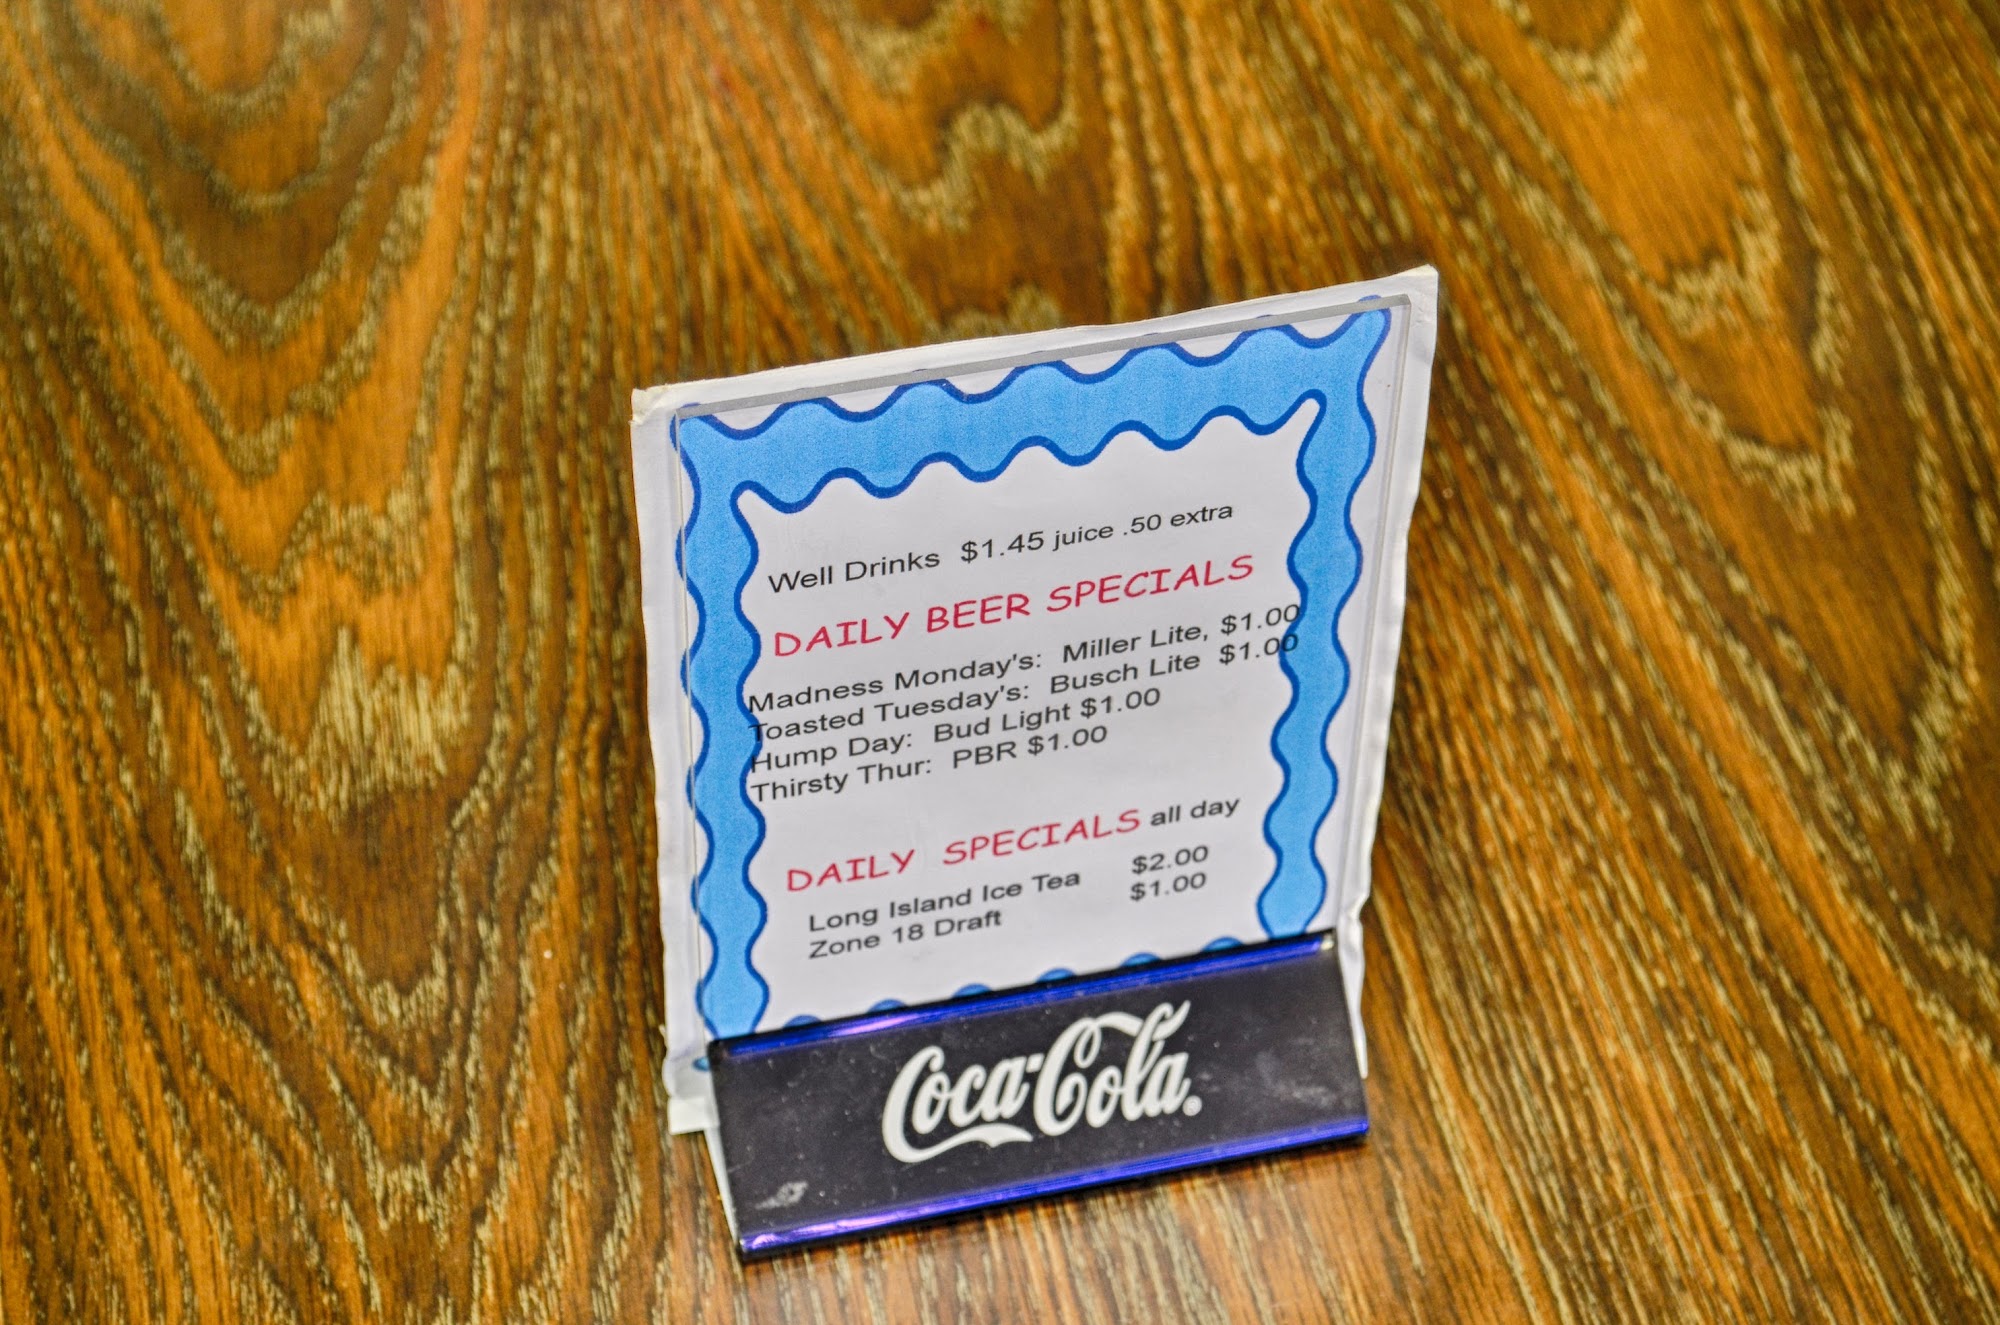 Well Drinks $1.45 juice .50 extra
DAILY BEER SPECIALS
Madness Monday's: Miller Lite, $1.00
Toasted Tuesday's: Busch Lite $1.00
Hump Day: Bud Light $1.00
Thirsty Thur: PBR $1.00
DAILY SPECIALS all day
Long Island Ice Tea $2.00
Zone 18 Draft $1.00
Coca-Cola®